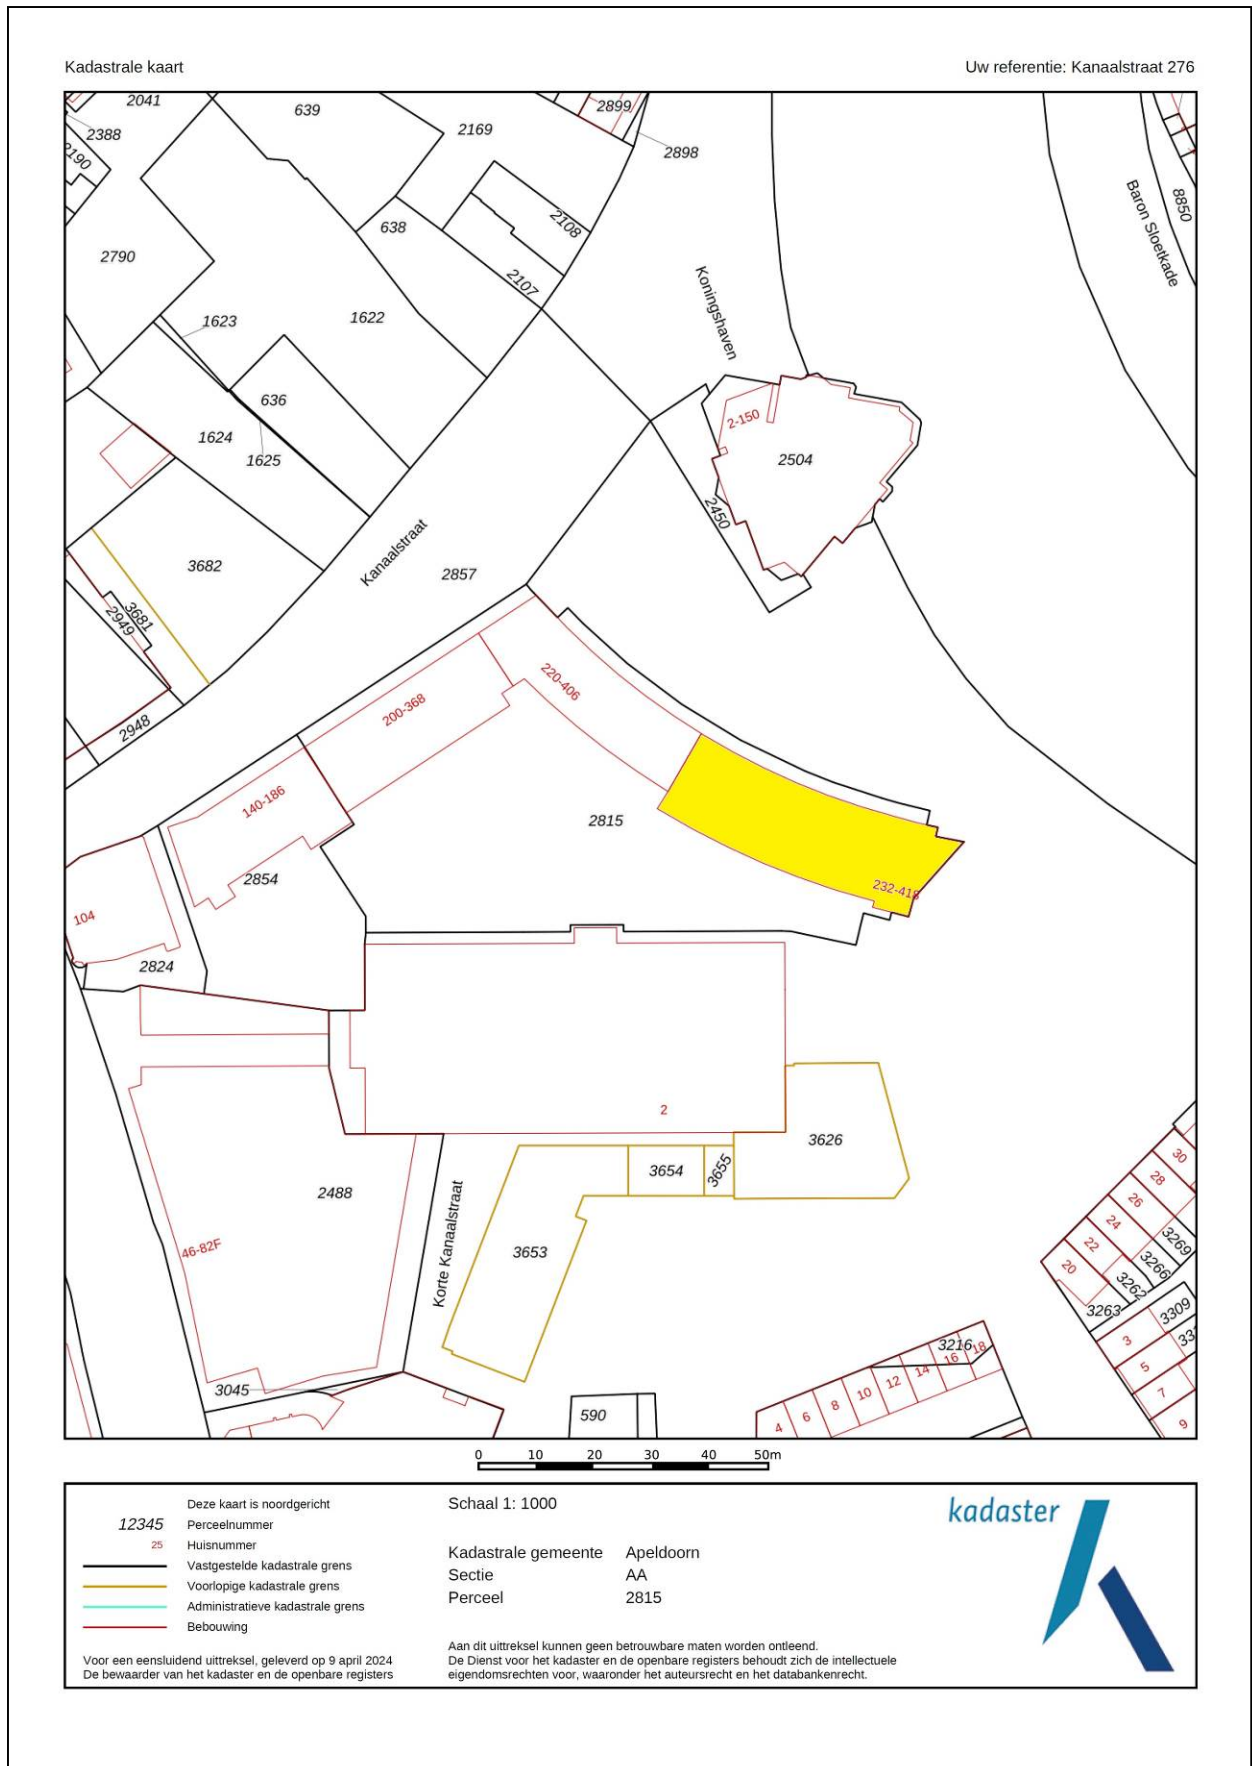 Kadastrale kaart
Uw referentie: Kanaalstraat 276
2041
639
2899
2388
2169
2190
2898
8850
Baron Sloetkade
638
2108
2790
2107
Koningshaven
1623
1622
636
2-150
1624
1625
2504
2450
Kanaalstraat
3682
2857
3681
2949
220-406
200-368
2948
140-186
2815
2854
232-418
104
2824
2
3626
3654
3655
30
28
26
24
22
20
2488
Korte Kanaalstraat
46-82F
3653
3269
3266
3262
3263
3309
331
3
5
7
9
3216
18
16
14
12
10
8
6
4
3045
590
0 10 20 30 40 50m
Deze kaart is noordgericht
12345 Perceelnummer
25 Huisnummer
Vastgestelde kadastrale grens
Voorlopige kadastrale grens
Administratieve kadastrale grens
Bebouwing
Voor een eensluidend uittreksel, geleverd op 9 april 2024
De bewaarder van het kadaster en de openbare registers
Schaal 1: 1000
Kadastrale gemeente Apeldoorn
Sectie AA
Perceel 2815
Aan dit uittreksel kunnen geen betrouwbare maten worden ontleend.
De Dienst voor het kadaster en de openbare registers behoudt zich de intellectuele
eigendomsrechten voor, waaronder het auteursrecht en het databankenrecht.
kadaster